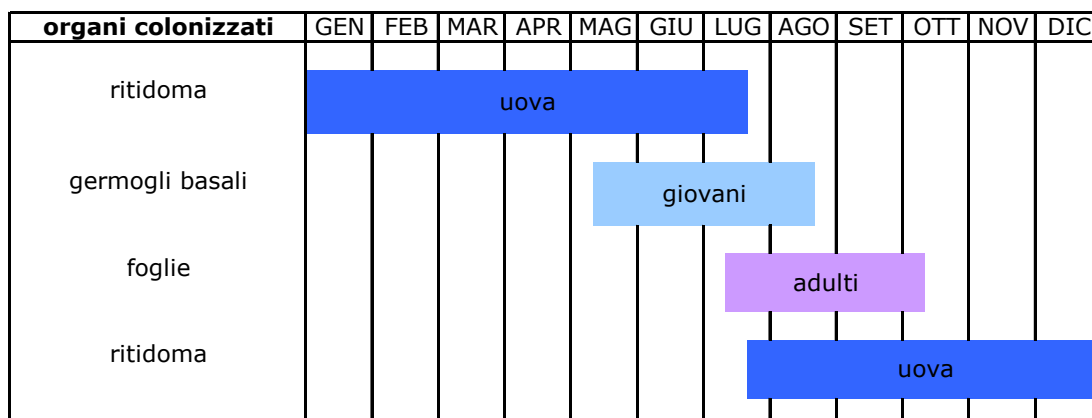 organi colonizzati GEN FEB MAR APR MAG GIU LUG AGO SET OTT NOV DIC
ritidoma uova
germogli basali giovani
foglie adulti
ritidoma uova